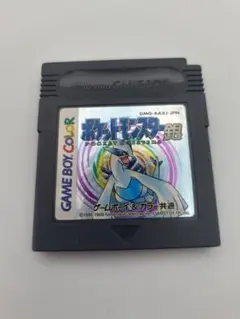 DMG-AAXJ-JPN
ポケットモンスター銀
POCKET MONSTERS
GAME BOY COLOR
ゲームボーイ&カラー共通